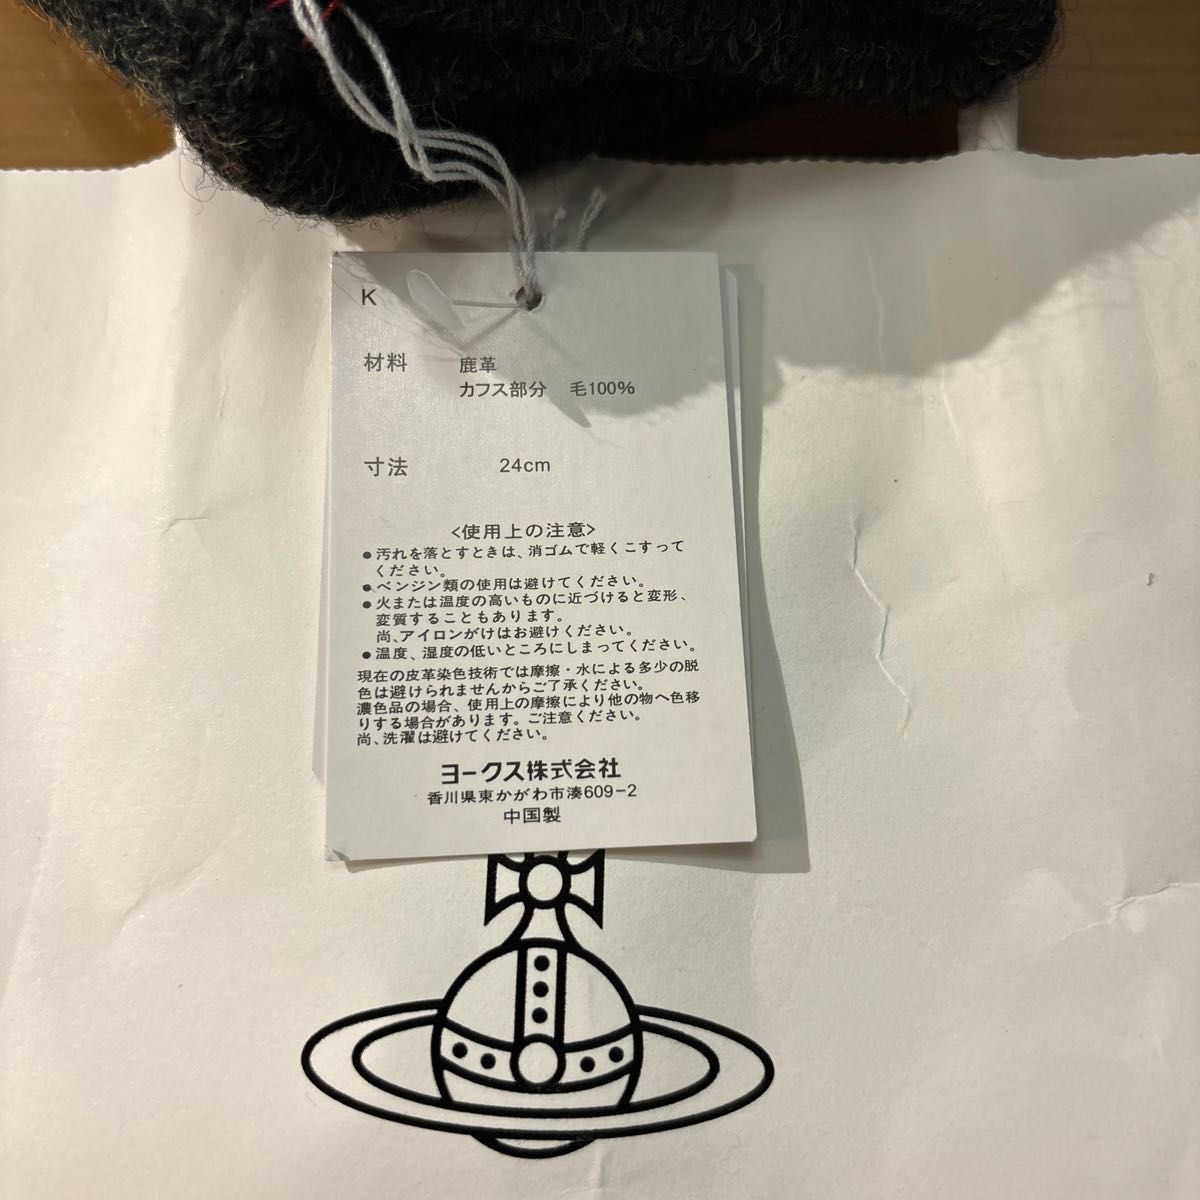 K
材料 鹿革
カフス部分 毛100%
寸法 24cm
<使用上の注意>
●汚れを落とすときは、消ゴムで軽くこすって
ください。
●ベンジン類の使用は避けてください。
●火または温度の高いものに近づけると変形、
変質することもあります。
尚、アイロンがけはお避けください。
●温度、湿度の低いところにしまってください。
現在の皮革染色技術では摩擦・水による多少の脱
色は避けられませんからご了承ください。
濃色品の場合、使用上の摩擦により他の物へ色移
りする場合があります。ご注意ください。
尚、洗濯は避けてください。
ヨークス株式会社
香川県東かがわ市湊609-2
中国製